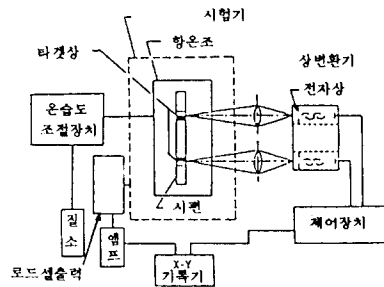 시험기
항온조
타겟상
상변환기
전자상
온습도
조절장치
시편
질소
앰프
로드셀출력
X-Y
기록기
제어장치